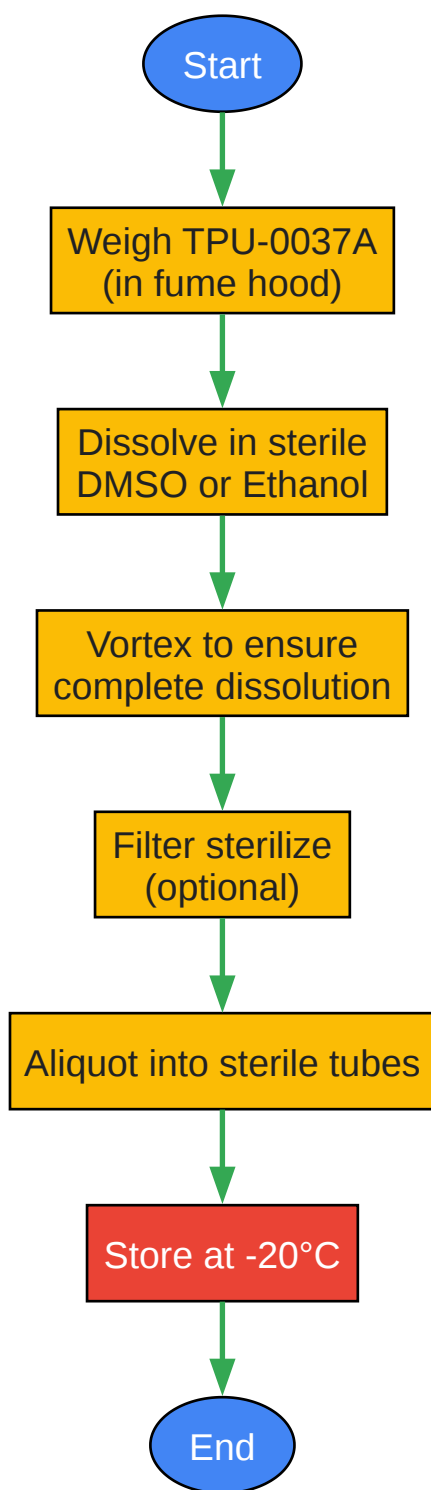 Start
Weigh TPU-0037A
(in fume hood)
Dissolve in sterile
DMSO or Ethanol
Vortex to ensure
complete dissolution
Filter sterilize
(optional)
Aliquot into sterile tubes
Store at -20°C
End